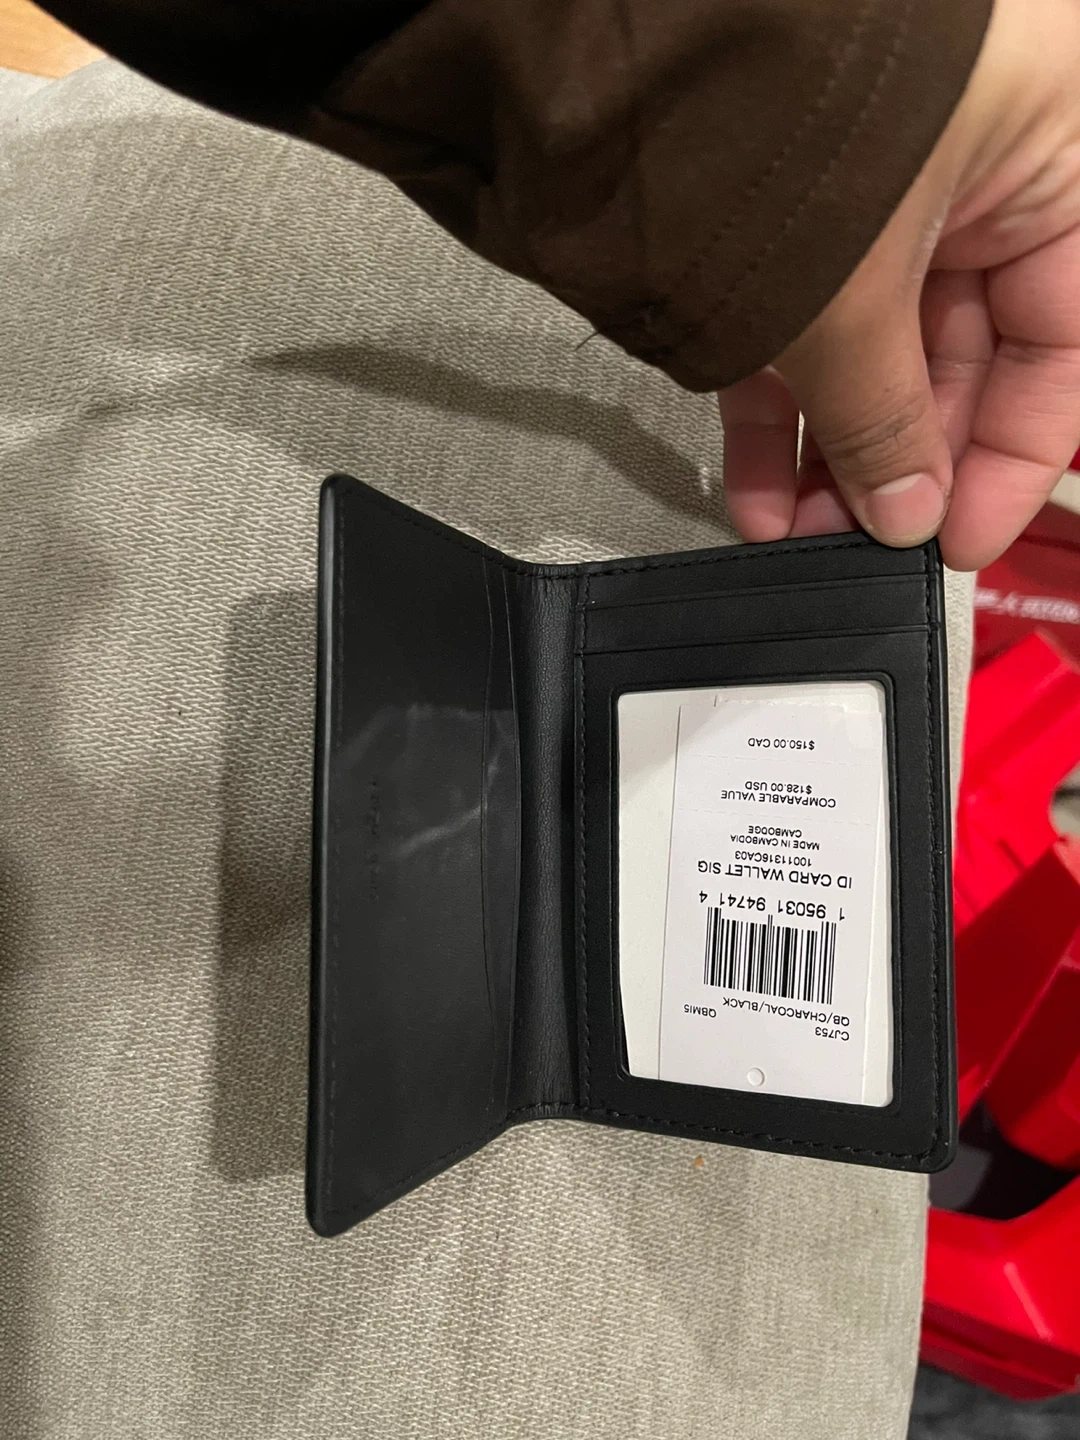 CJ753
QB/CHARCOAL/BLACK QBMI5
1 95031 94741 4
ID CARD WALLET SIG
10011316CA03
MADE IN CAMBODIA
CAMBODGE
COMPARABLE VALUE
$128.00 USD
$150.00 CAD